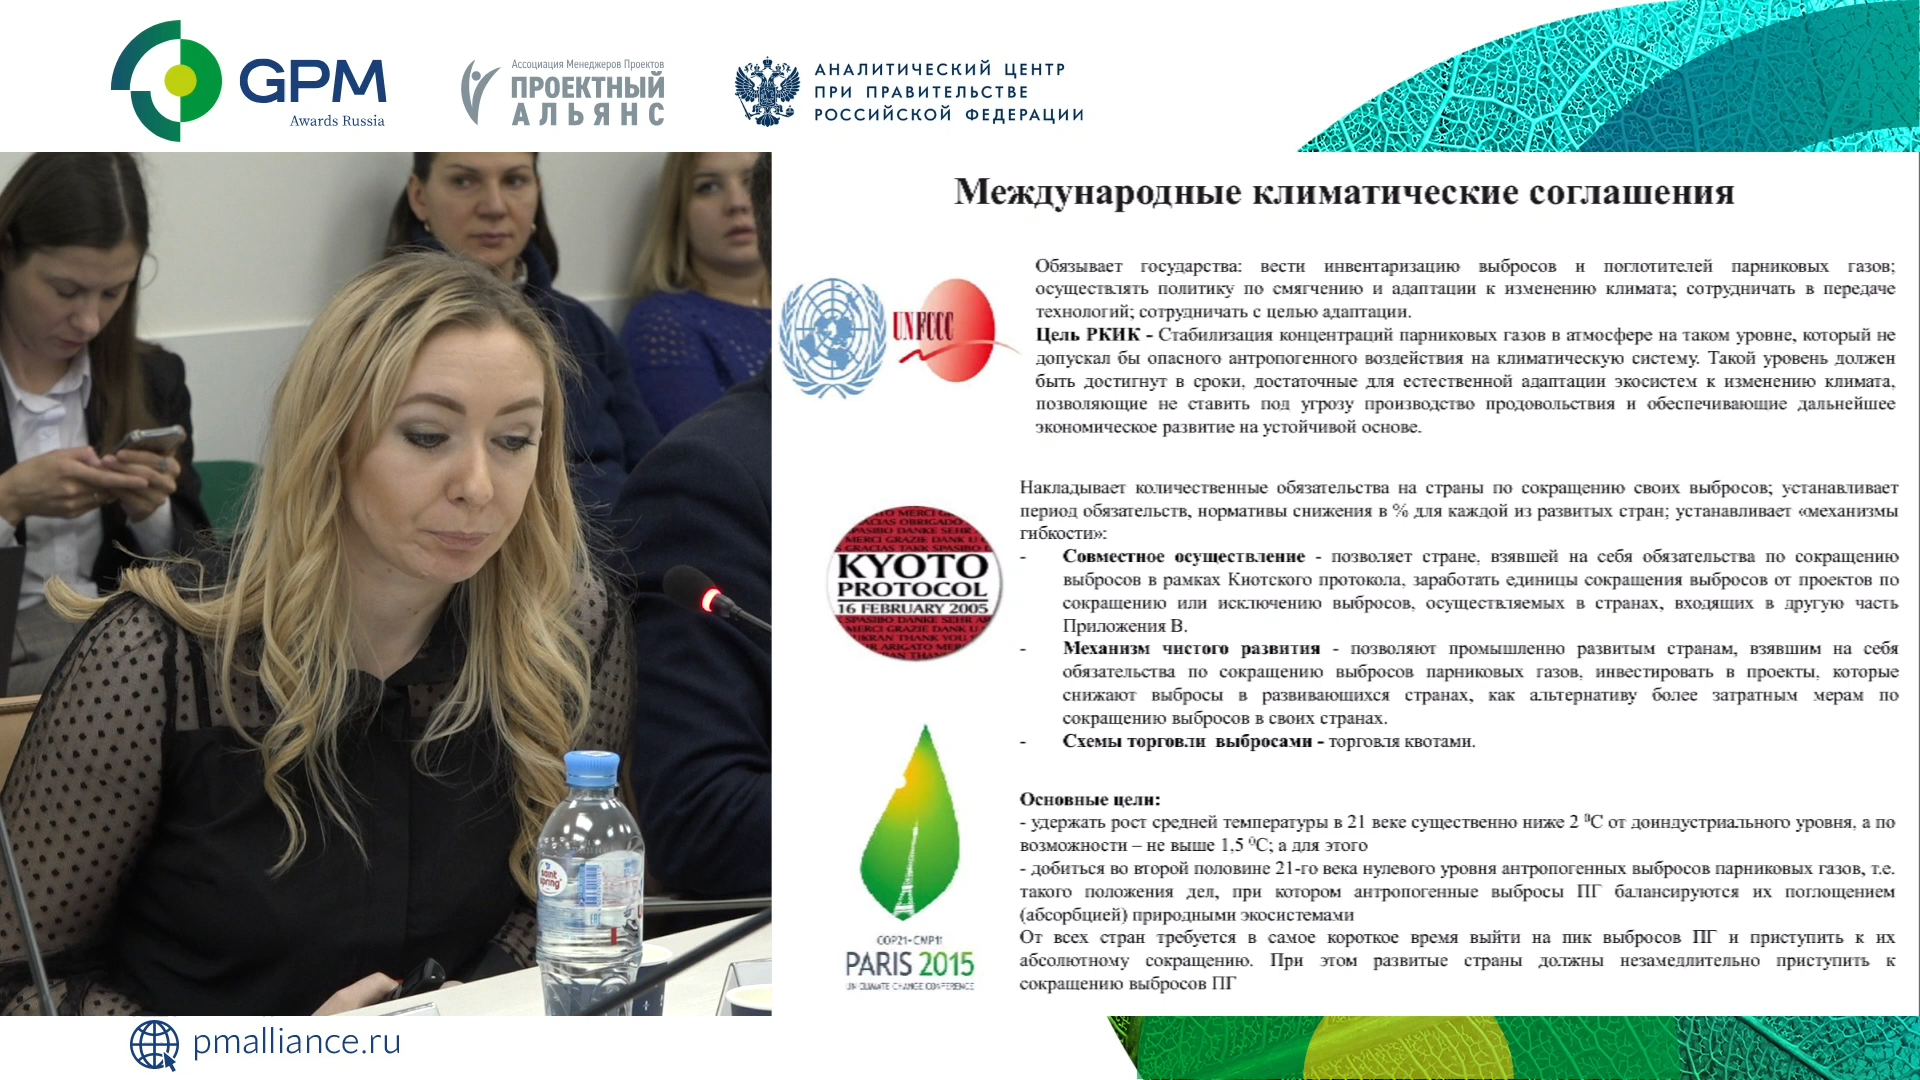 GPM
Awards Russia
Ассоциация Менеджеров Проектов
ПРОЕКТНЫЙ
АЛЬЯНС
АНАЛИТИЧЕСКИЙ ЦЕНТР
ПРИ ПРАВИТЕЛЬСТВЕ
РОССИЙСКОЙ ФЕДЕРАЦИИ
Международные климатические соглашения
UNFCCC
Обязывает государства: вести инвентаризацию выбросов и поглотителей парниковых газов;
осуществлять политику по смягчению и адаптации к изменению климата; сотрудничать в передаче
технологий; сотрудничать с целью адаптации.
Цель РКИК - Стабилизация концентраций парниковых газов в атмосфере на таком уровне, который не
допускал бы опасного антропогенного воздействия на климатическую систему. Такой уровень должен
быть достигнут в сроки, достаточные для естественной адаптации экосистем к изменению климата,
позволяющие не ставить под угрозу производство продовольствия и обеспечивающие дальнейшее
экономическое развитие на устойчивой основе.
KYOTO
PROTOCOL
16 FEBRUARY 2005
Накладывает количественные обязательства на страны по сокращению своих выбросов; устанавливает
период обязательств, нормативы снижения в % для каждой из развитых стран; устанавливает «механизмы
гибкости»:
- Совместное осуществление - позволяет стране, взявшей на себя обязательства по сокращению
выбросов в рамках Киотского протокола, заработать единицы сокращения выбросов от проектов по
сокращению или исключению выбросов, осуществляемых в странах, входящих в другую часть
Приложения В.
- Механизм чистого развития - позволяют промышленно развитым странам, взявшим на себя
обязательства по сокращению выбросов парниковых газов, инвестировать в проекты, которые
снижают выбросы в развивающихся странах, как альтернативу более затратным мерам по
сокращению выбросов в своих странах.
- Схемы торговли выбросами - торговля квотами.
COP21•CMP11
PARIS 2015
UN CLIMATE CHANGE CONFERENCE
Основные цели:
- удержать рост средней температуры в 21 веке существенно ниже 2 ⁰С от доиндустриального уровня, а по
возможности – не выше 1,5 ⁰С; а для этого
- добиться во второй половине 21-го века нулевого уровня антропогенных выбросов парниковых газов, т.е.
такого положения дел, при котором антропогенные выбросы ПГ балансируются их поглощением
(абсорбцией) природными экосистемами
От всех стран требуется в самое короткое время выйти на пик выбросов ПГ и приступить к их
абсолютному сокращению. При этом развитые страны должны незамедлительно приступить к
сокращению выбросов ПГ
saint
spring
pmalliance.ru